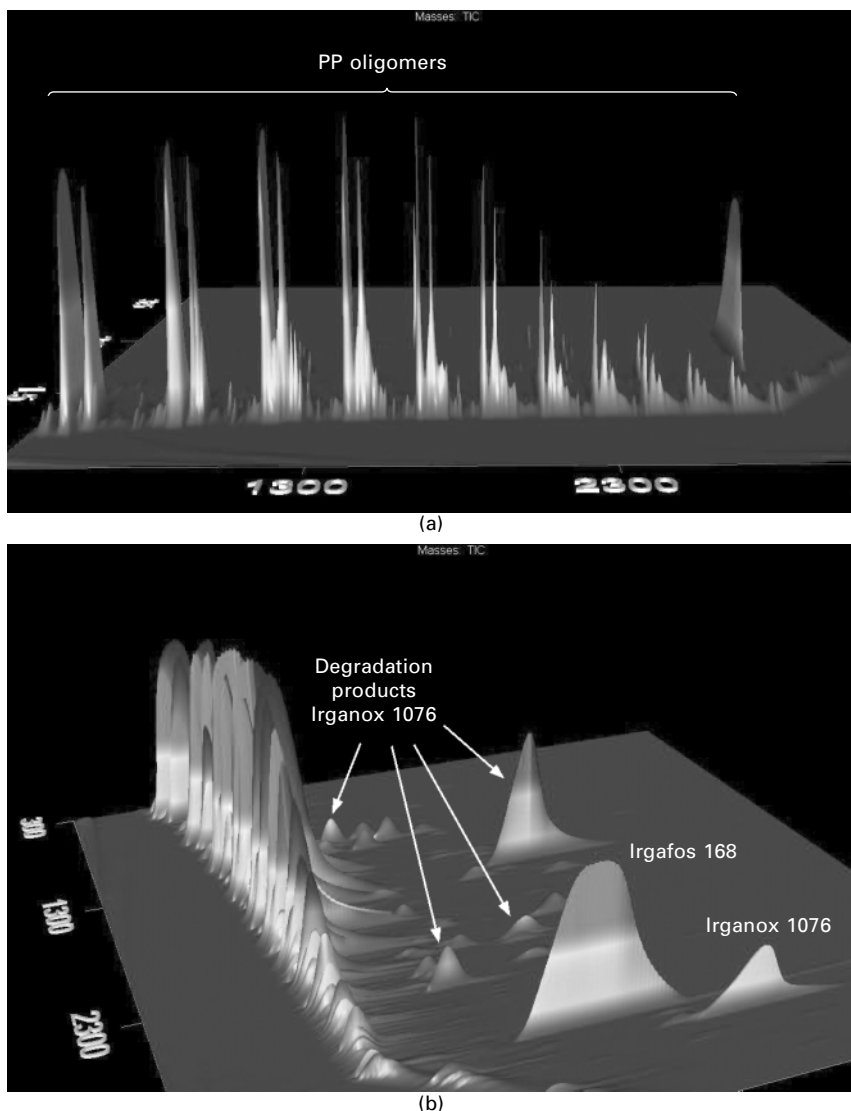 Masses: TIC
PP oligomers
1300
2300
(a)
Masses: TIC
Degradation
products
Irganox 1076
Irgafos 168
Irganox 1076
300
1300
2300
(b)